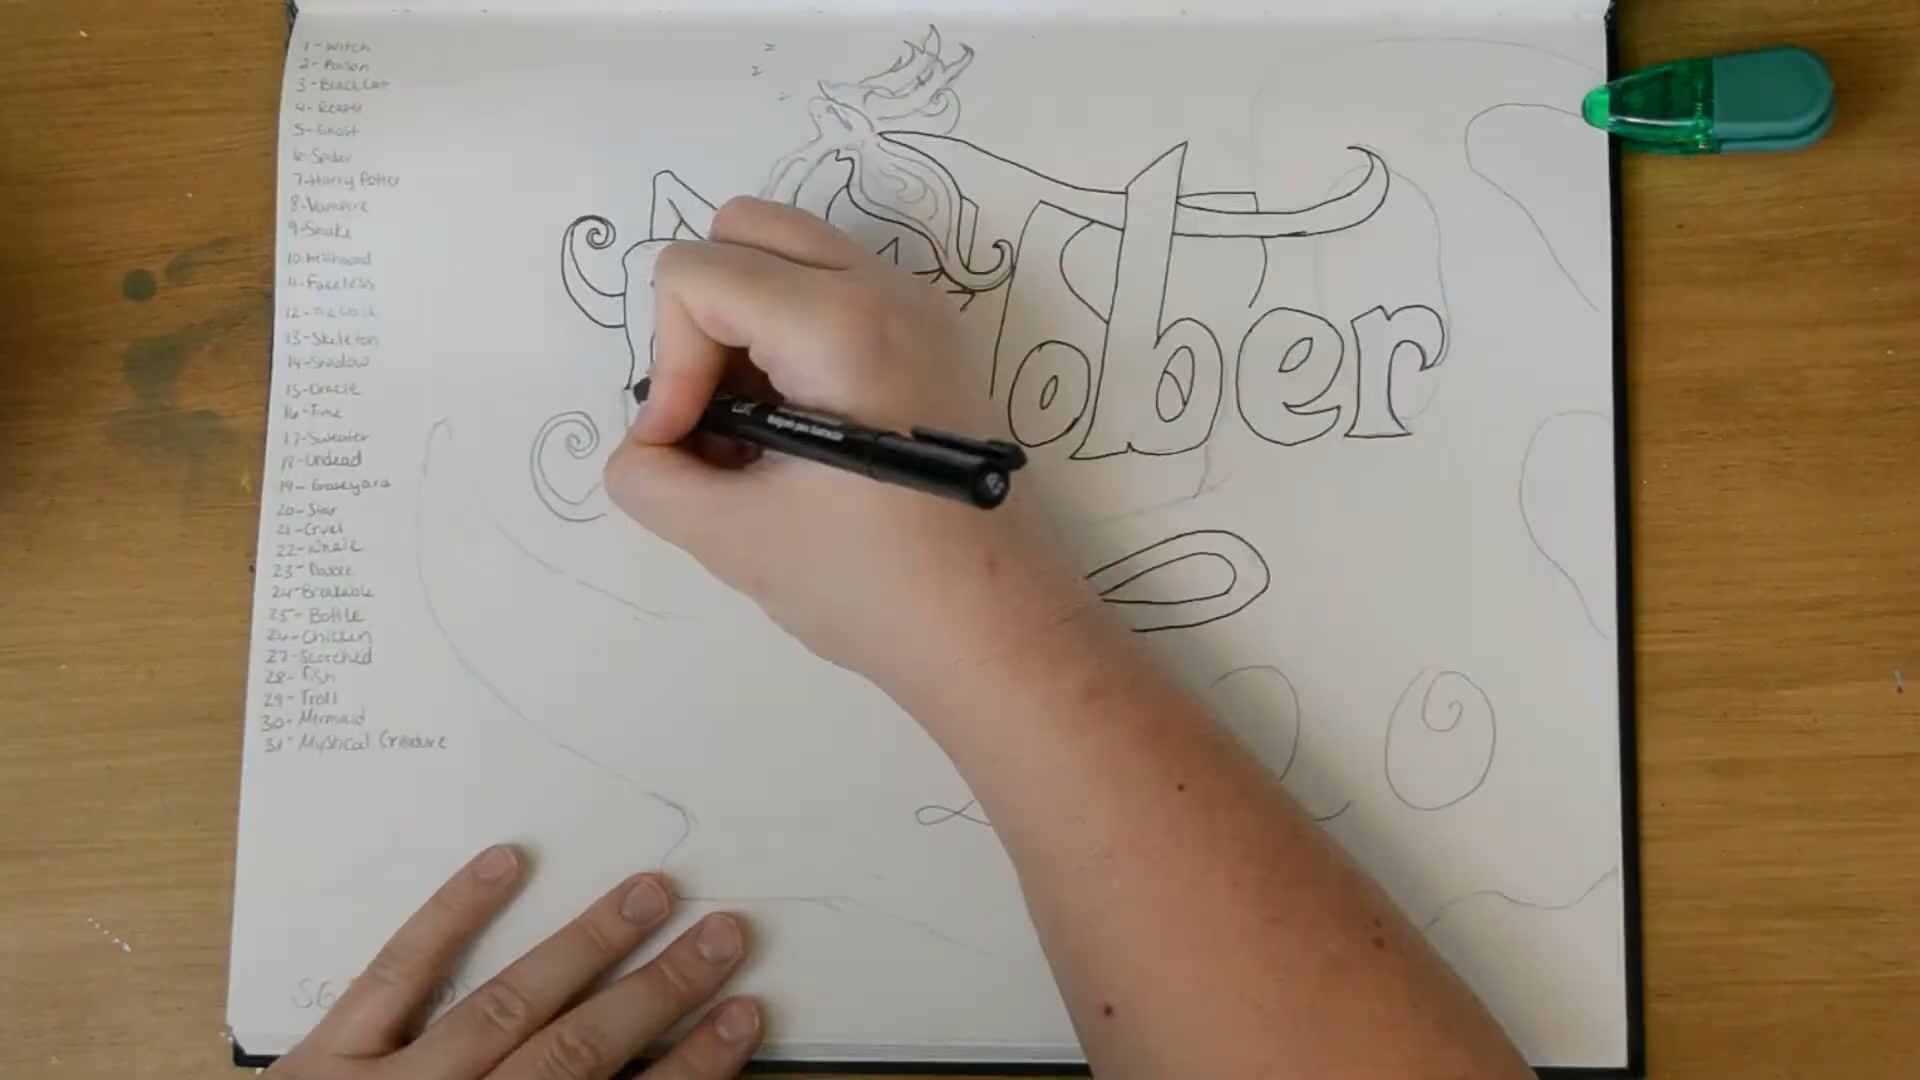 1-Witch
2-Poison
3-Black Cat
4-Reaper
5-Ghost
6-Spider
7-Harry Potter
8-Vampire
9-Snake
10-Hellhound
11-Faceless
12-
13-Skeleton
14-Shadow
15-Oracle
16-Time
17-Sweater
18-Undead
19-Graveyard
20-Star
21-Cruel
22-Whale
23-
24-Breakable
25-Bottle
26-Chicken
27-Scorched
28-Fish
29-Troll
30-Mermaid
31-Mystical Creature
Tober